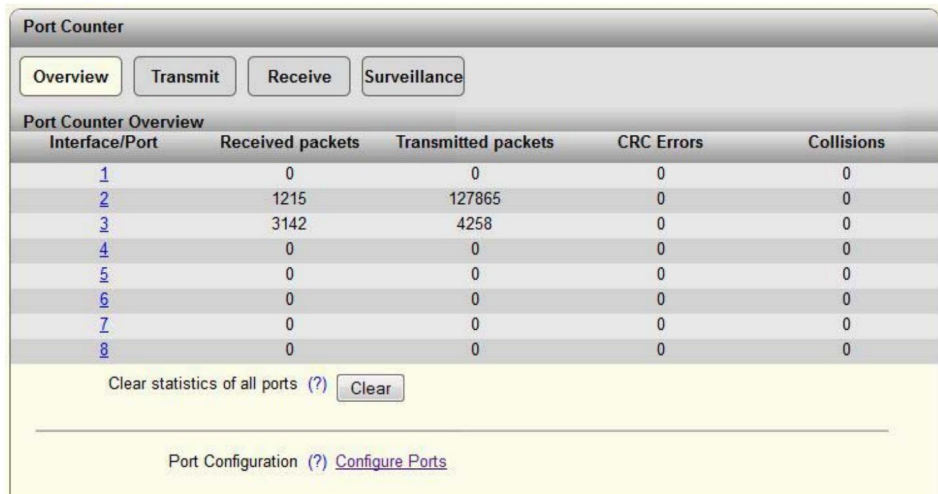 Port Counter
Overview Transmit Receive Surveillance
Port Counter Overview
Interface/Port Received packets Transmitted packets CRC Errors Collisions
1 0 0 0 0
2 1215 127865 0 0
3 3142 4258 0 0
4 0 0 0 0
5 0 0 0 0
6 0 0 0 0
7 0 0 0 0
8 0 0 0 0
Clear statistics of all ports (?) Clear
Port Configuration (?) Configure Ports